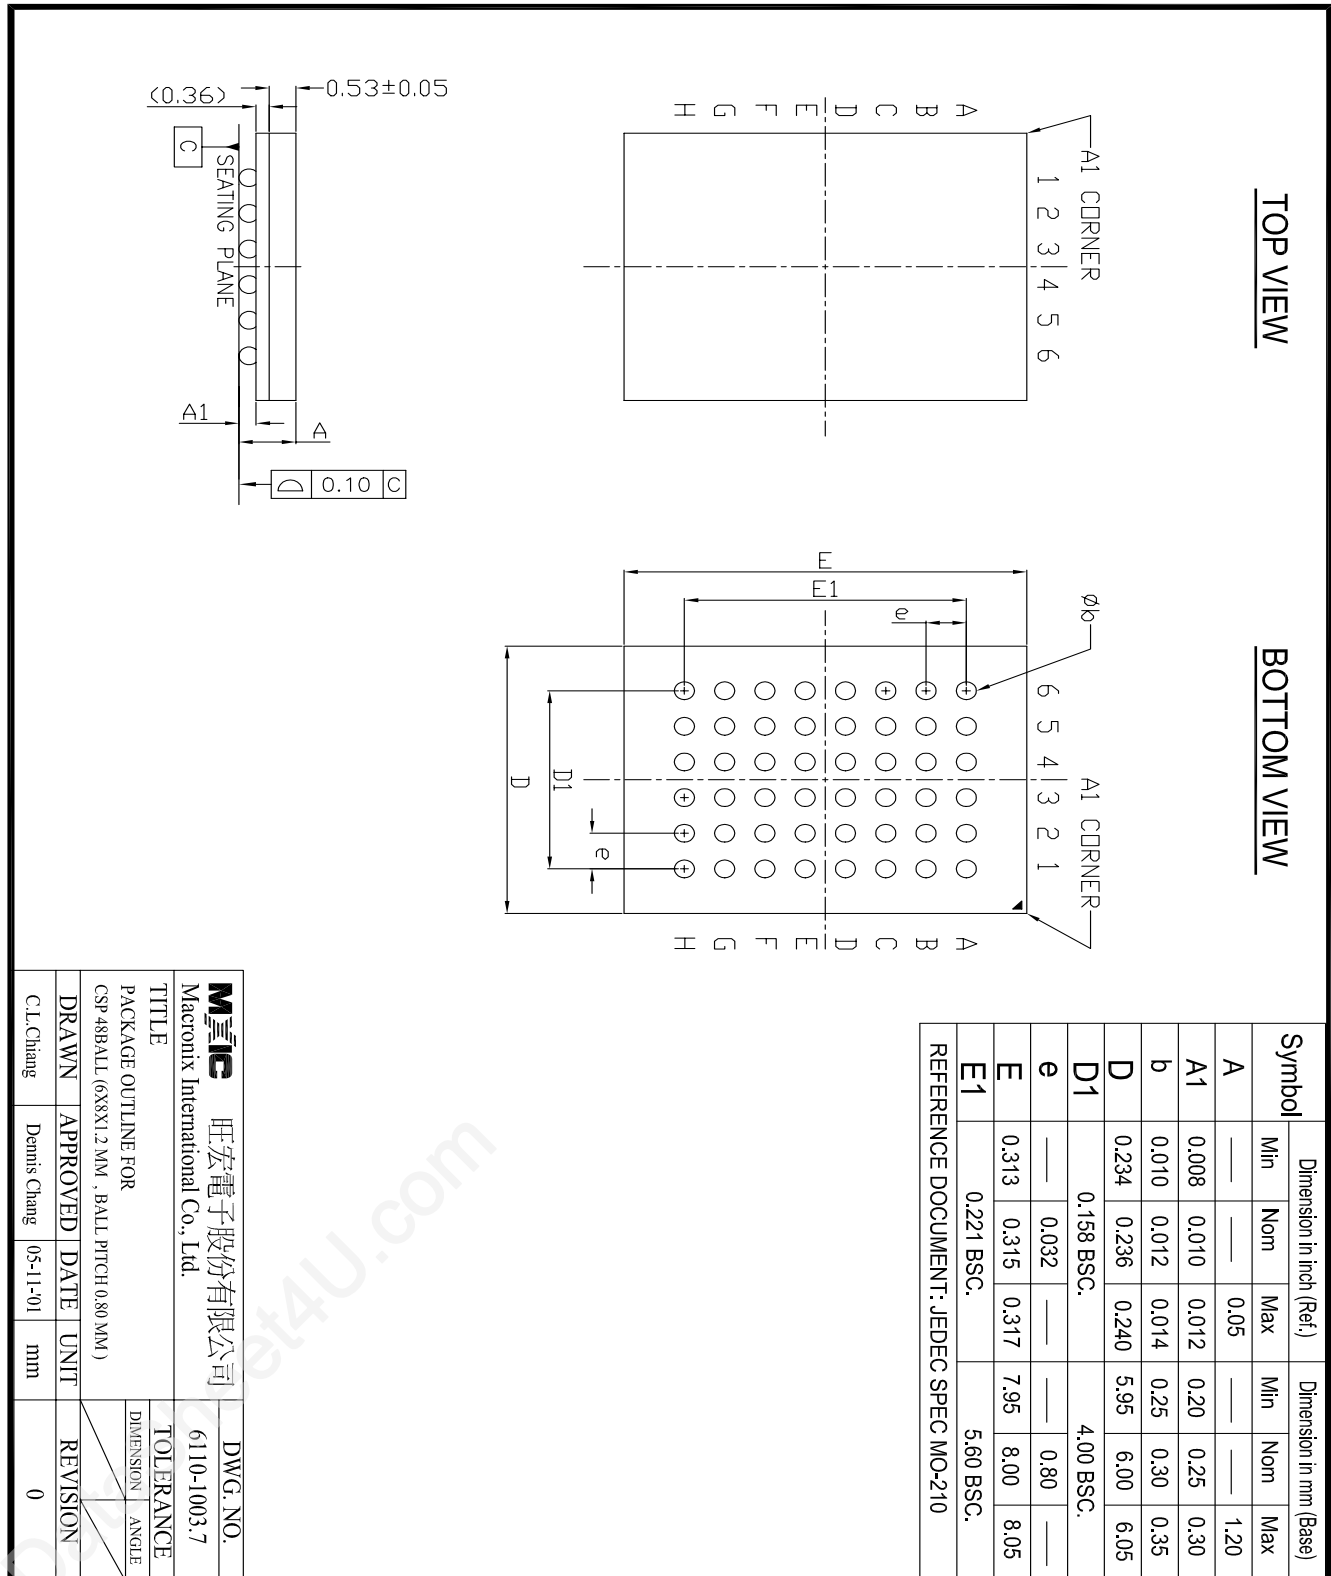 TOP VIEW
BOTTOM VIEW
A1 CORNER
1 2 3 4 5 6
A
B
C
D
E
F
G
H
Øb
A1 CORNER
6 5 4 3 2 1
A
B
C
D
E
F
G
H
e
E1
E
e
D1
D
0.53±0.05
(0.36)
C
SEATING PLANE
A1
A
0.10 C
Symbol Dimension in inch (Ref.) Dimension in mm (Base)
Min Nom Max Min Nom Max
A — — 0.05 — — 1.20
A1 0.008 0.010 0.012 0.20 0.25 0.30
b 0.010 0.012 0.014 0.25 0.30 0.35
D 0.234 0.236 0.240 5.95 6.00 6.05
D1 0.158 BSC. 4.00 BSC.
e — 0.032 — — 0.80 —
E 0.313 0.315 0.317 7.95 8.00 8.05
E1 0.221 BSC. 5.60 BSC.
REFERENCE DOCUMENT: JEDEC SPEC MO-210
MXIC 旺宏電子股份有限公司
Macronix International Co., Ltd.
DWG. NO.
6110-1003.7
TITLE
PACKAGE OUTLINE FOR
CSP 48BALL (6X8X1.2 MM , BALL PITCH 0.80 MM )
TOLERANCE
DIMENSION ANGLE
DRAWN APPROVED DATE UNIT REVISION
C.L.Chiang Dennis Chang 05-11-'01 mm 0
DataSheet4U.com